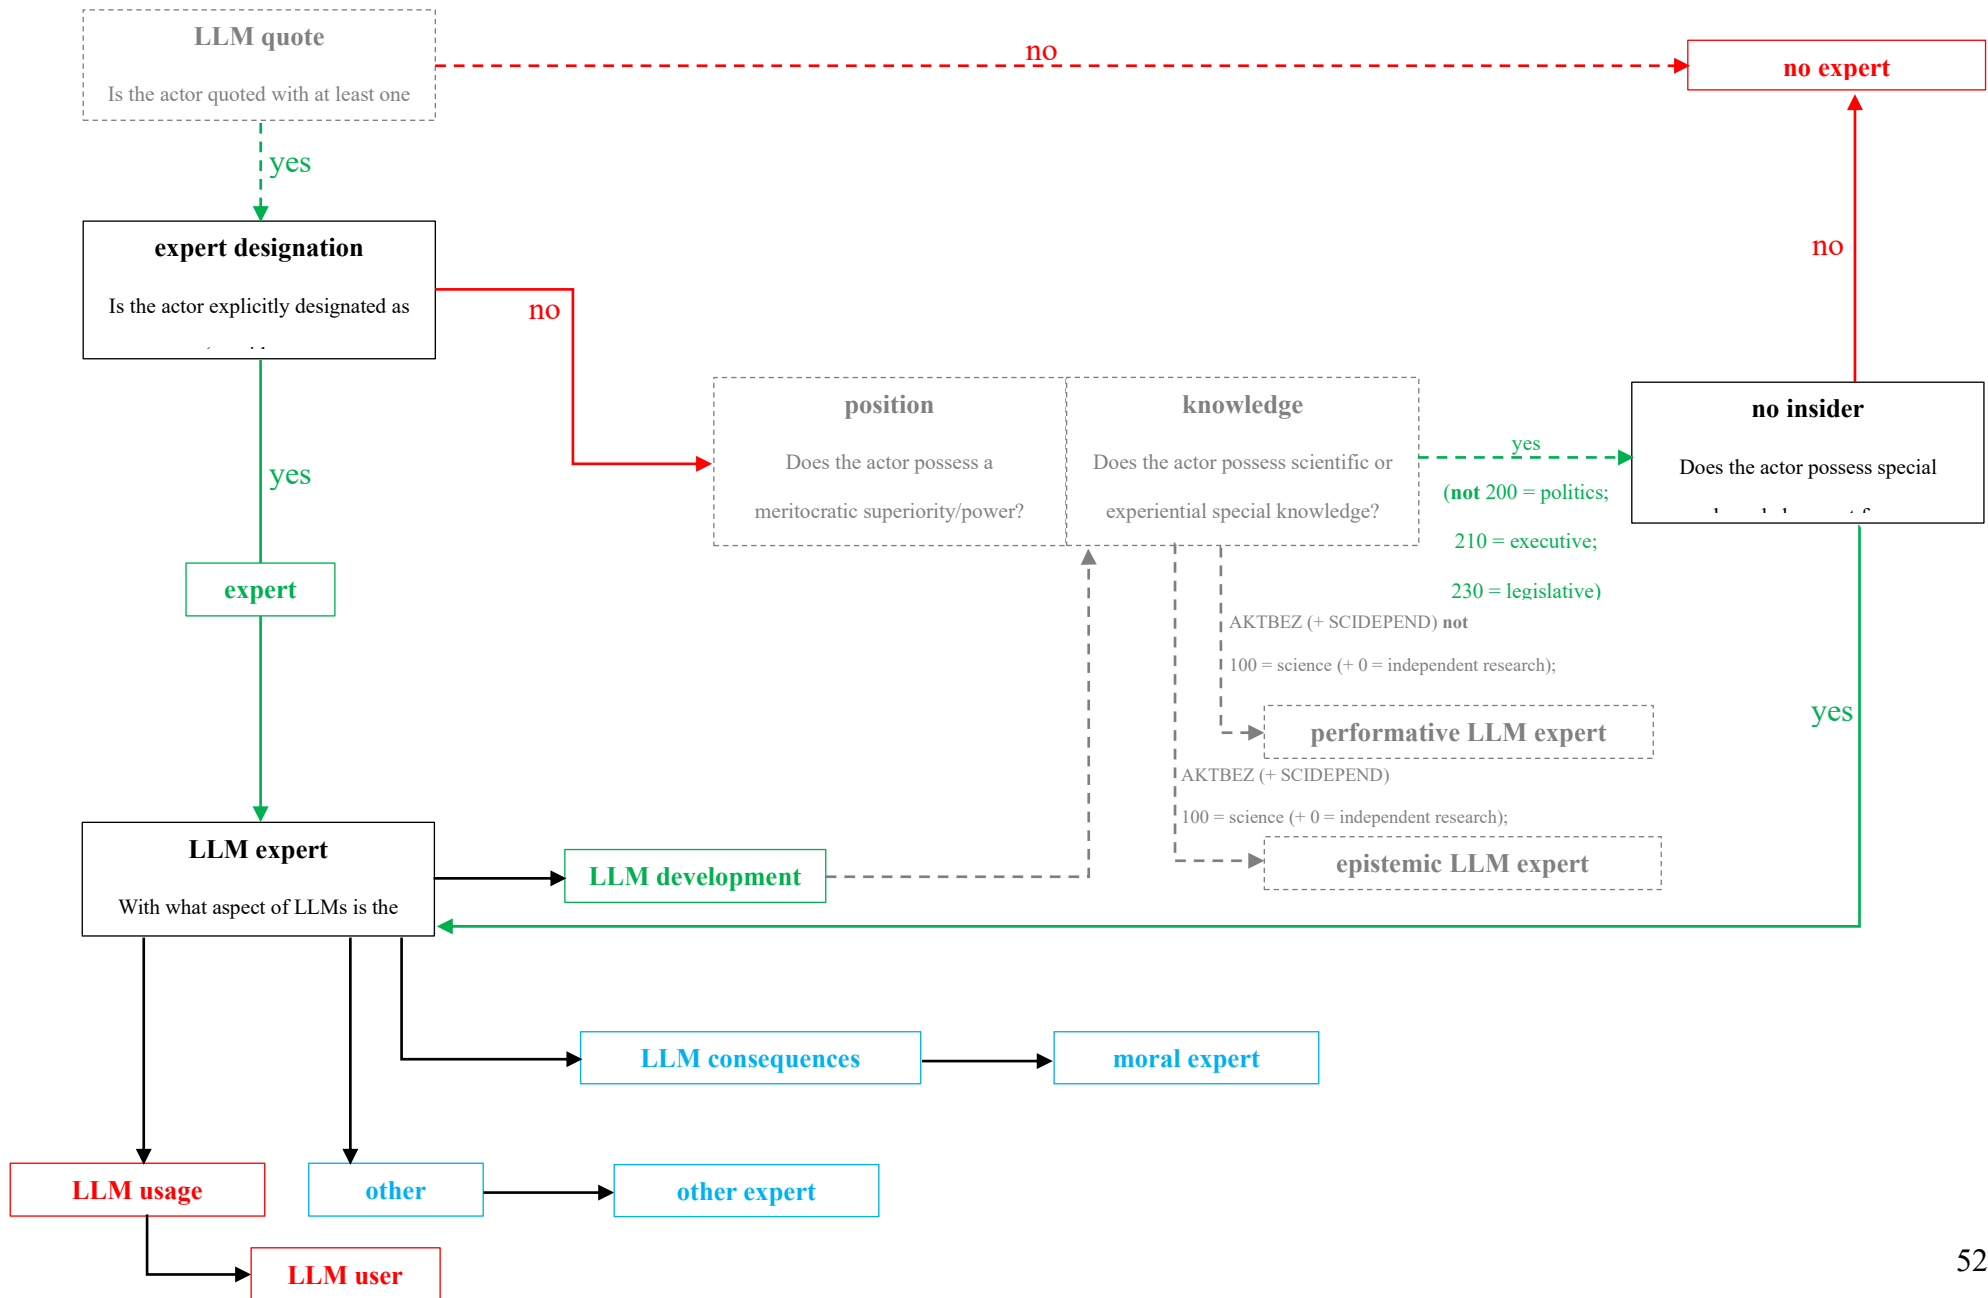 LLM quote
Is the actor quoted with at least one
no
no expert
yes
expert designation
Is the actor explicitly designated as
no
no
position
Does the actor possess a
meritocratic superiority/power?
knowledge
Does the actor possess scientific or
experiential special knowledge?
yes
(not 200 = politics;
210 = executive;
230 = legislative)
no insider
Does the actor possess special
yes
expert
AKTBEZ (+ SCIDEPEND) not
100 = science (+ 0 = independent research);
performative LLM expert
yes
AKTBEZ (+ SCIDEPEND)
100 = science (+ 0 = independent research);
epistemic LLM expert
LLM expert
With what aspect of LLMs is the
LLM development
LLM consequences
moral expert
LLM usage
other
other expert
LLM user
52